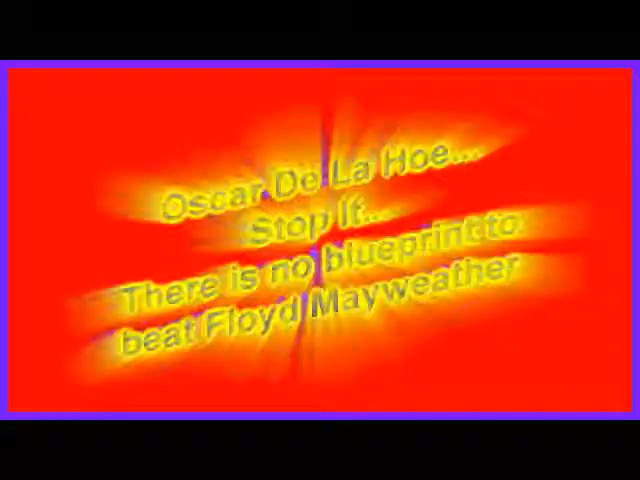 Oscar De La Hoe...
Stop It...
There is no blueprint to
beat Floyd Mayweather